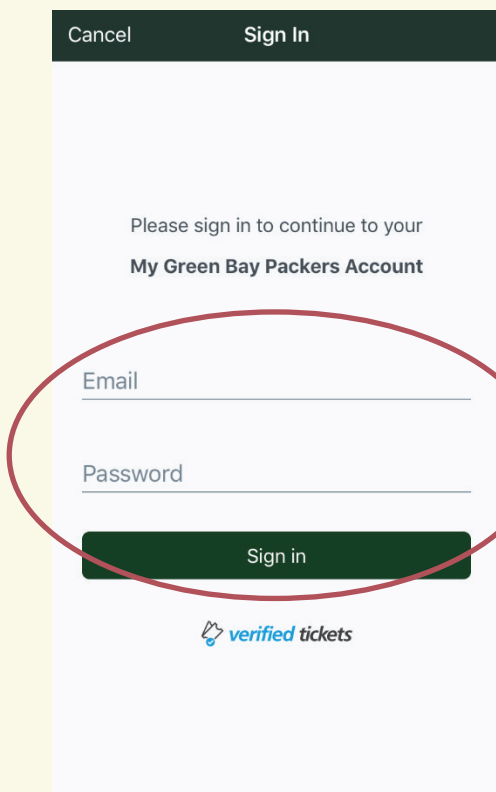 Cancel Sign In
Please sign in to continue to your
My Green Bay Packers Account
Email
Password
Sign in
verified tickets